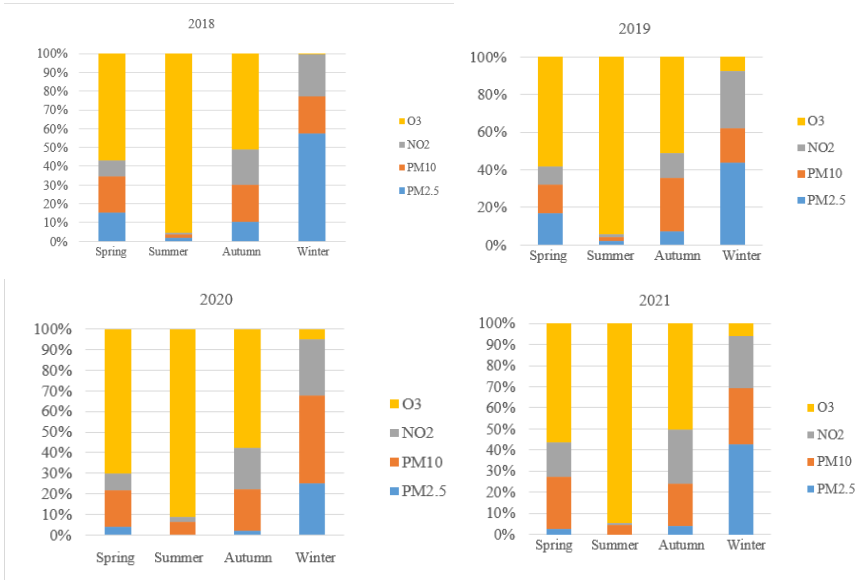 2018
100%
90%
80%
70%
60%
50%
40%
30%
20%
10%
0%
Spring Summer Autumn Winter
O3
NO2
PM10
PM2.5
2019
100%
80%
60%
40%
20%
0%
Spring Summer Autumn Winter
O3
NO2
PM10
PM2.5
2020
100%
90%
80%
70%
60%
50%
40%
30%
20%
10%
0%
Spring Summer Autumn Winter
O3
NO2
PM10
PM2.5
2021
100%
90%
80%
70%
60%
50%
40%
30%
20%
10%
0%
Spring Summer Autumn Winter
O3
NO2
PM10
PM2.5